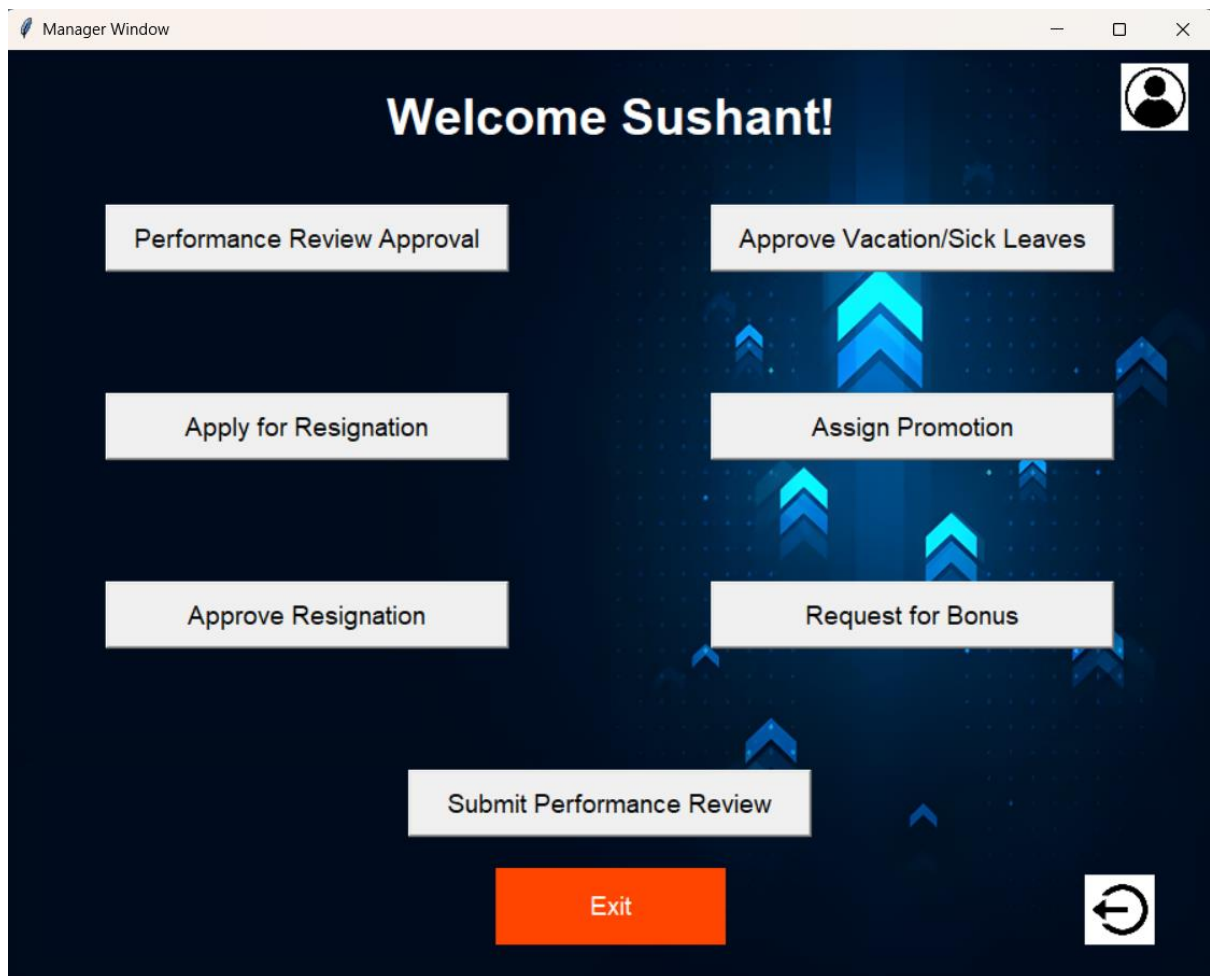 Manager Window
Welcome Sushant!
Performance Review Approval
Approve Vacation/Sick Leaves
Apply for Resignation
Assign Promotion
Approve Resignation
Request for Bonus
Submit Performance Review
Exit